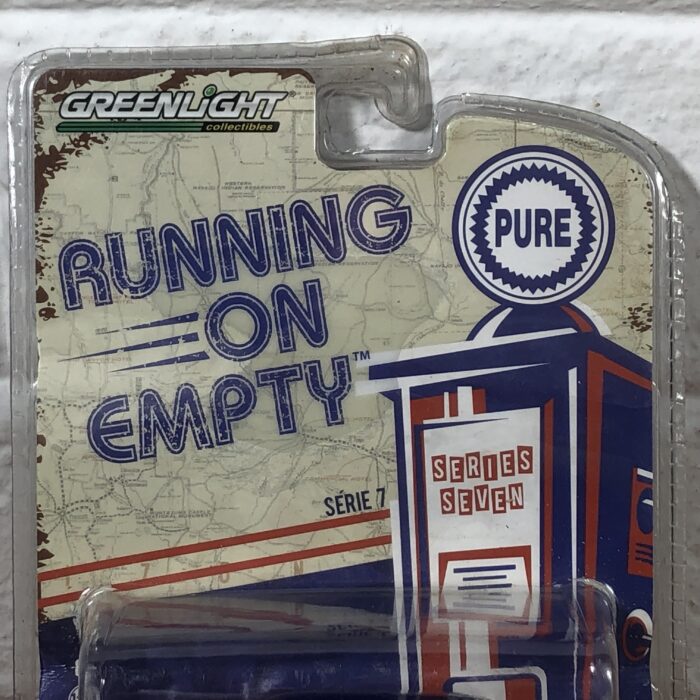 GREENLiGHT®
collectibles
RUNNING
ON
EMPTY™
PURE
SERIES
SEVEN
SÉRIE 7